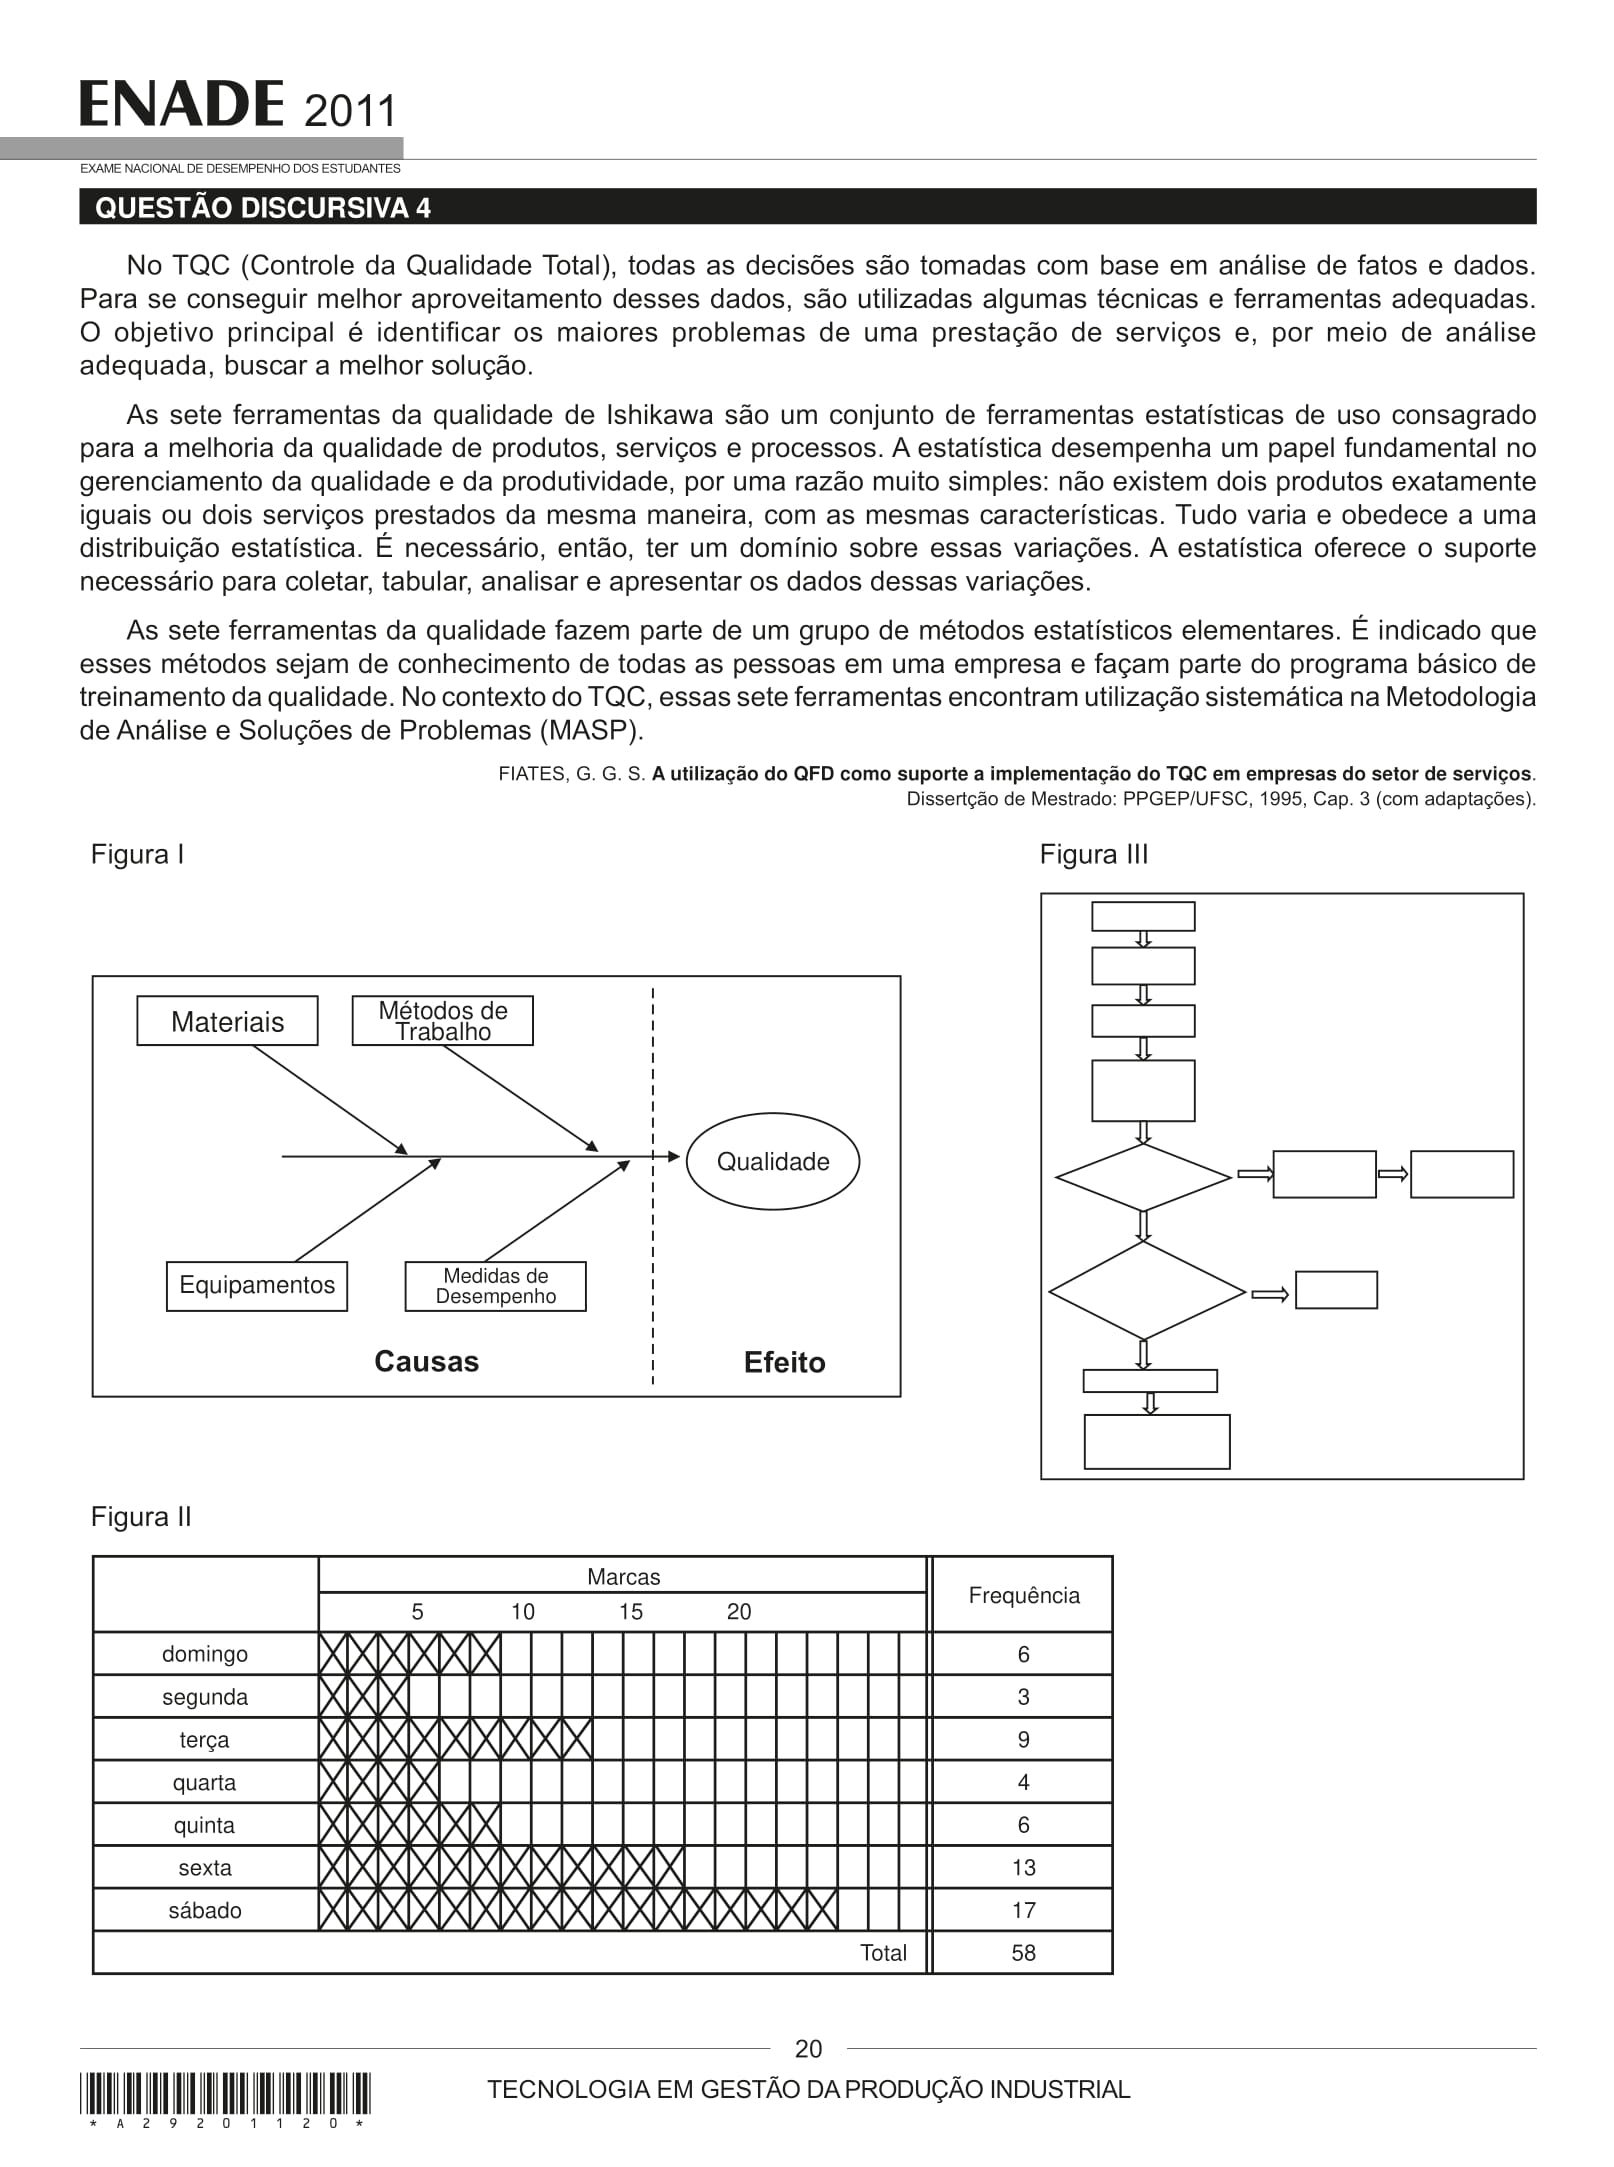 ENADE 2011
EXAME NACIONAL DE DESEMPENHO DOS ESTUDANTES
QUESTÃO DISCURSIVA 4
No TQC (Controle da Qualidade Total), todas as decisões são tomadas com base em análise de fatos e dados.
Para se conseguir melhor aproveitamento desses dados, são utilizadas algumas técnicas e ferramentas adequadas.
O objetivo principal é identificar os maiores problemas de uma prestação de serviços e, por meio de análise
adequada, buscar a melhor solução.
As sete ferramentas da qualidade de Ishikawa são um conjunto de ferramentas estatísticas de uso consagrado
para a melhoria da qualidade de produtos, serviços e processos. A estatística desempenha um papel fundamental no
gerenciamento da qualidade e da produtividade, por uma razão muito simples: não existem dois produtos exatamente
iguais ou dois serviços prestados da mesma maneira, com as mesmas características. Tudo varia e obedece a uma
distribuição estatística. É necessário, então, ter um domínio sobre essas variações. A estatística oferece o suporte
necessário para coletar, tabular, analisar e apresentar os dados dessas variações.
As sete ferramentas da qualidade fazem parte de um grupo de métodos estatísticos elementares. É indicado que
esses métodos sejam de conhecimento de todas as pessoas em uma empresa e façam parte do programa básico de
treinamento da qualidade. No contexto do TQC, essas sete ferramentas encontram utilização sistemática na Metodologia
de Análise e Soluções de Problemas (MASP).
FIATES, G. G. S. A utilização do QFD como suporte a implementação do TQC em empresas do setor de serviços.
Dissertção de Mestrado: PPGEP/UFSC, 1995, Cap. 3 (com adaptações).
Figura I
Figura III
Materiais
Métodos de
Trabalho
Qualidade
Equipamentos
Medidas de
Desempenho
Causas
Efeito
Figura II
Marcas
Frequência
5 10 15 20
domingo 6
segunda 3
terça 9
quarta 4
quinta 6
sexta 13
sábado 17
Total 58
20
TECNOLOGIA EM GESTÃO DA PRODUÇÃO INDUSTRIAL
* A 2 9 2 0 1 1 2 0 *